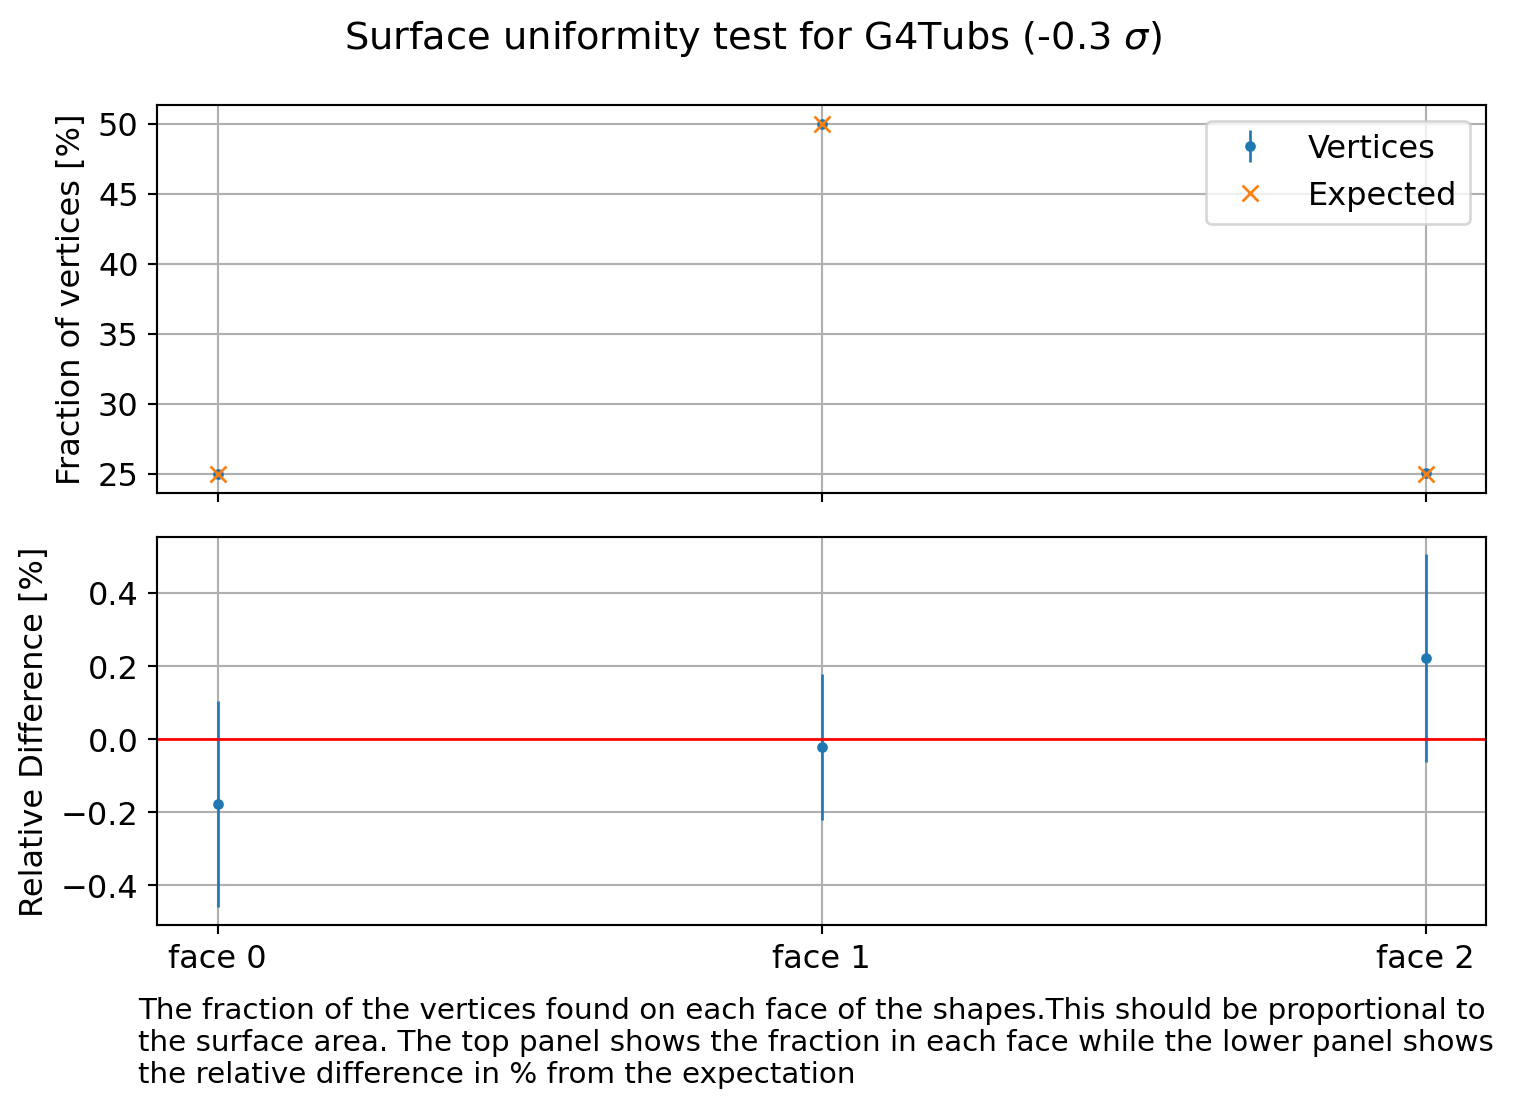 Surface uniformity test for G4Tubs (-0.3 σ)
Fraction of vertices [%]
50
45
40
35
30
25
Vertices
Expected
Relative Difference [%]
0.4
0.2
0.0
−0.2
−0.4
face 0
face 1
face 2
The fraction of the vertices found on each face of the shapes.This should be proportional to
the surface area. The top panel shows the fraction in each face while the lower panel shows
the relative difference in % from the expectation